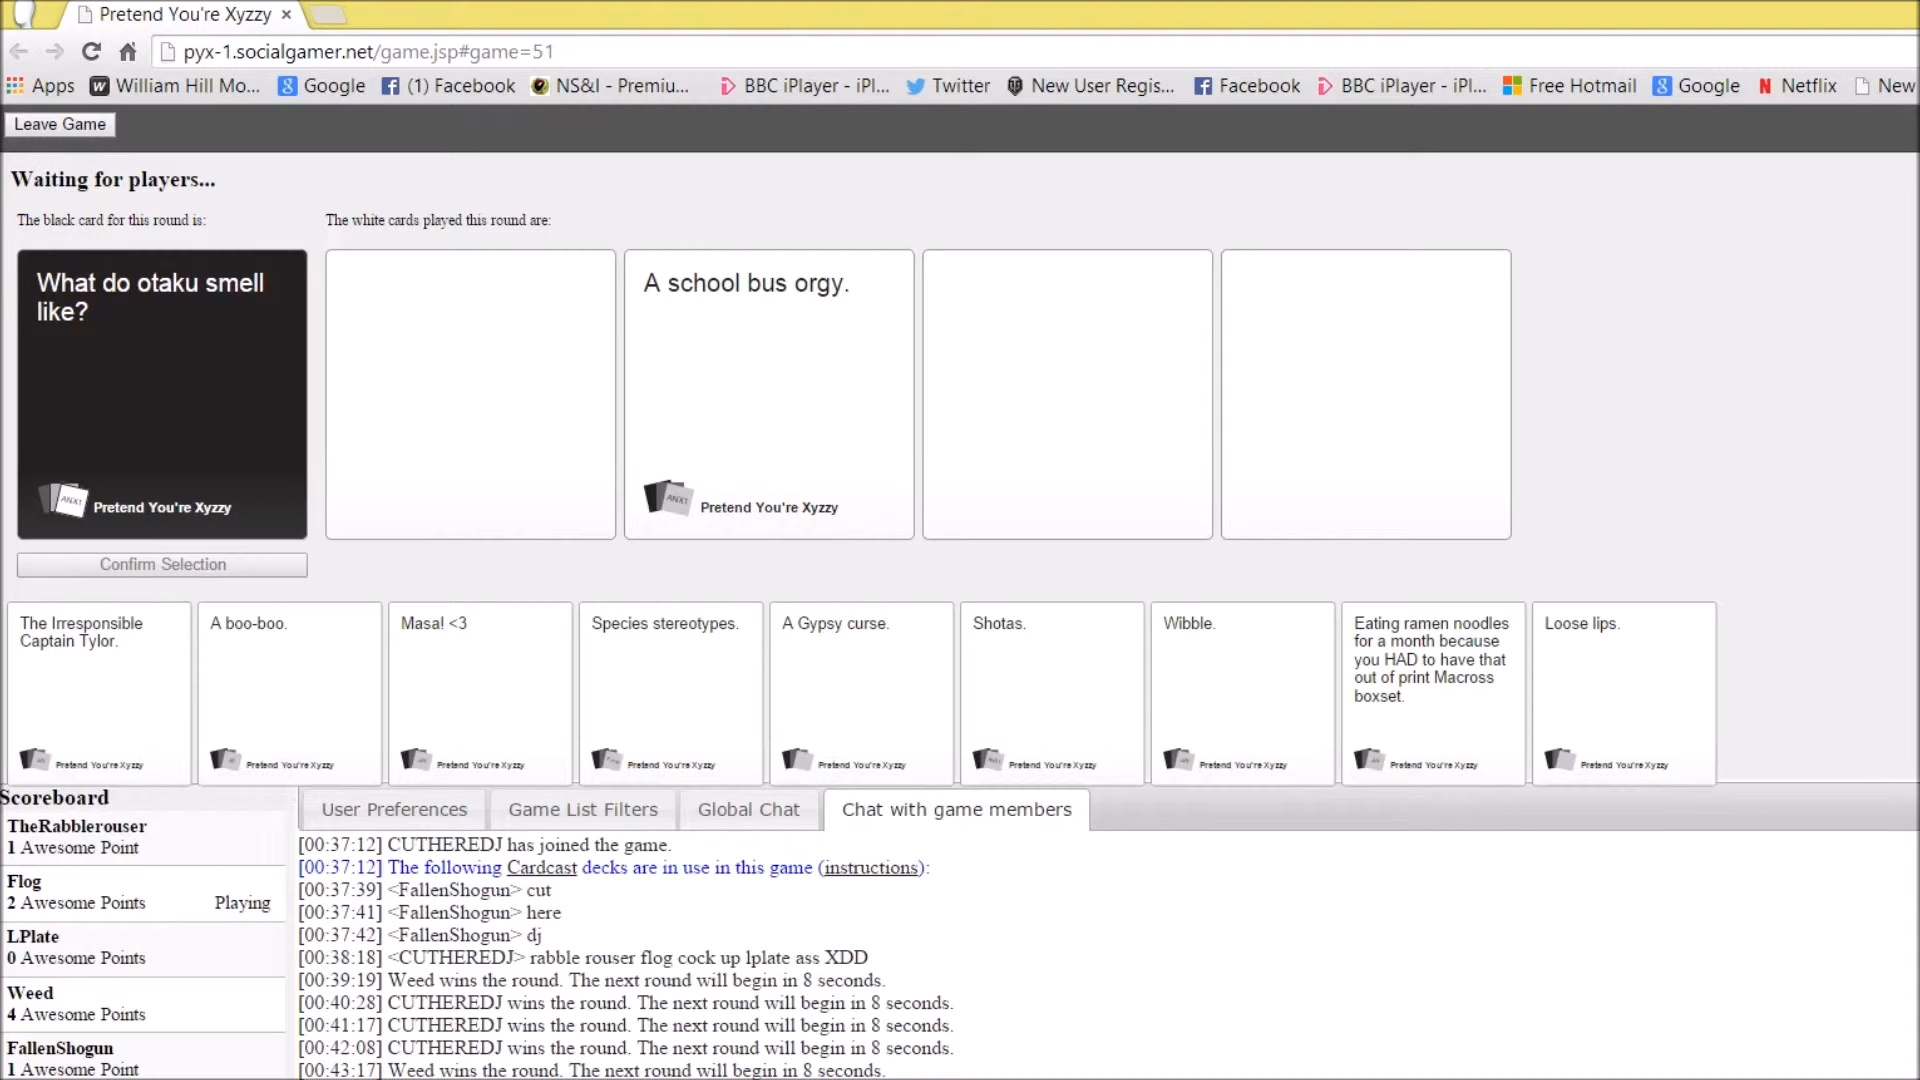 Pretend You're Xyzzy
pyx-1.socialgamer.net/game.jsp#game=51
Apps
William Hill Mo...
Google
(1) Facebook
NS&I - Premiu...
BBC iPlayer - iPl...
Twitter
New User Regis...
Facebook
BBC iPlayer - iPl...
Free Hotmail
Google
Netflix
New
Leave Game
Waiting for players...
The black card for this round is:
The white cards played this round are:
What do otaku smell
like?
ANX1
Pretend You're Xyzzy
A school bus orgy.
ANX1
Pretend You're Xyzzy
Confirm Selection
The Irresponsible
Captain Tylor.
Pretend You're Xyzzy
A boo-boo.
Pretend You're Xyzzy
Masa! <3
Pretend You're Xyzzy
Species stereotypes.
Pretend You're Xyzzy
A Gypsy curse.
Pretend You're Xyzzy
Shotas.
Pretend You're Xyzzy
Wibble.
Pretend You're Xyzzy
Eating ramen noodles
for a month because
you HAD to have that
out of print Macross
boxset.
Pretend You're Xyzzy
Loose lips.
Pretend You're Xyzzy
Scoreboard
TheRabblerouser
1 Awesome Point
Flog
2 Awesome Points
Playing
LPlate
0 Awesome Points
Weed
4 Awesome Points
FallenShogun
1 Awesome Point
User Preferences
Game List Filters
Global Chat
Chat with game members
[00:37:12] CUTHEREDJ has joined the game.
[00:37:12] The following Cardcast decks are in use in this game (instructions):
[00:37:39] <FallenShogun> cut
[00:37:41] <FallenShogun> here
[00:37:42] <FallenShogun> dj
[00:38:18] <CUTHEREDJ> rabble rouser flog cock up lplate ass XDD
[00:39:19] Weed wins the round. The next round will begin in 8 seconds.
[00:40:28] CUTHEREDJ wins the round. The next round will begin in 8 seconds.
[00:41:17] CUTHEREDJ wins the round. The next round will begin in 8 seconds.
[00:42:08] CUTHEREDJ wins the round. The next round will begin in 8 seconds.
[00:43:17] Weed wins the round. The next round will begin in 8 seconds.